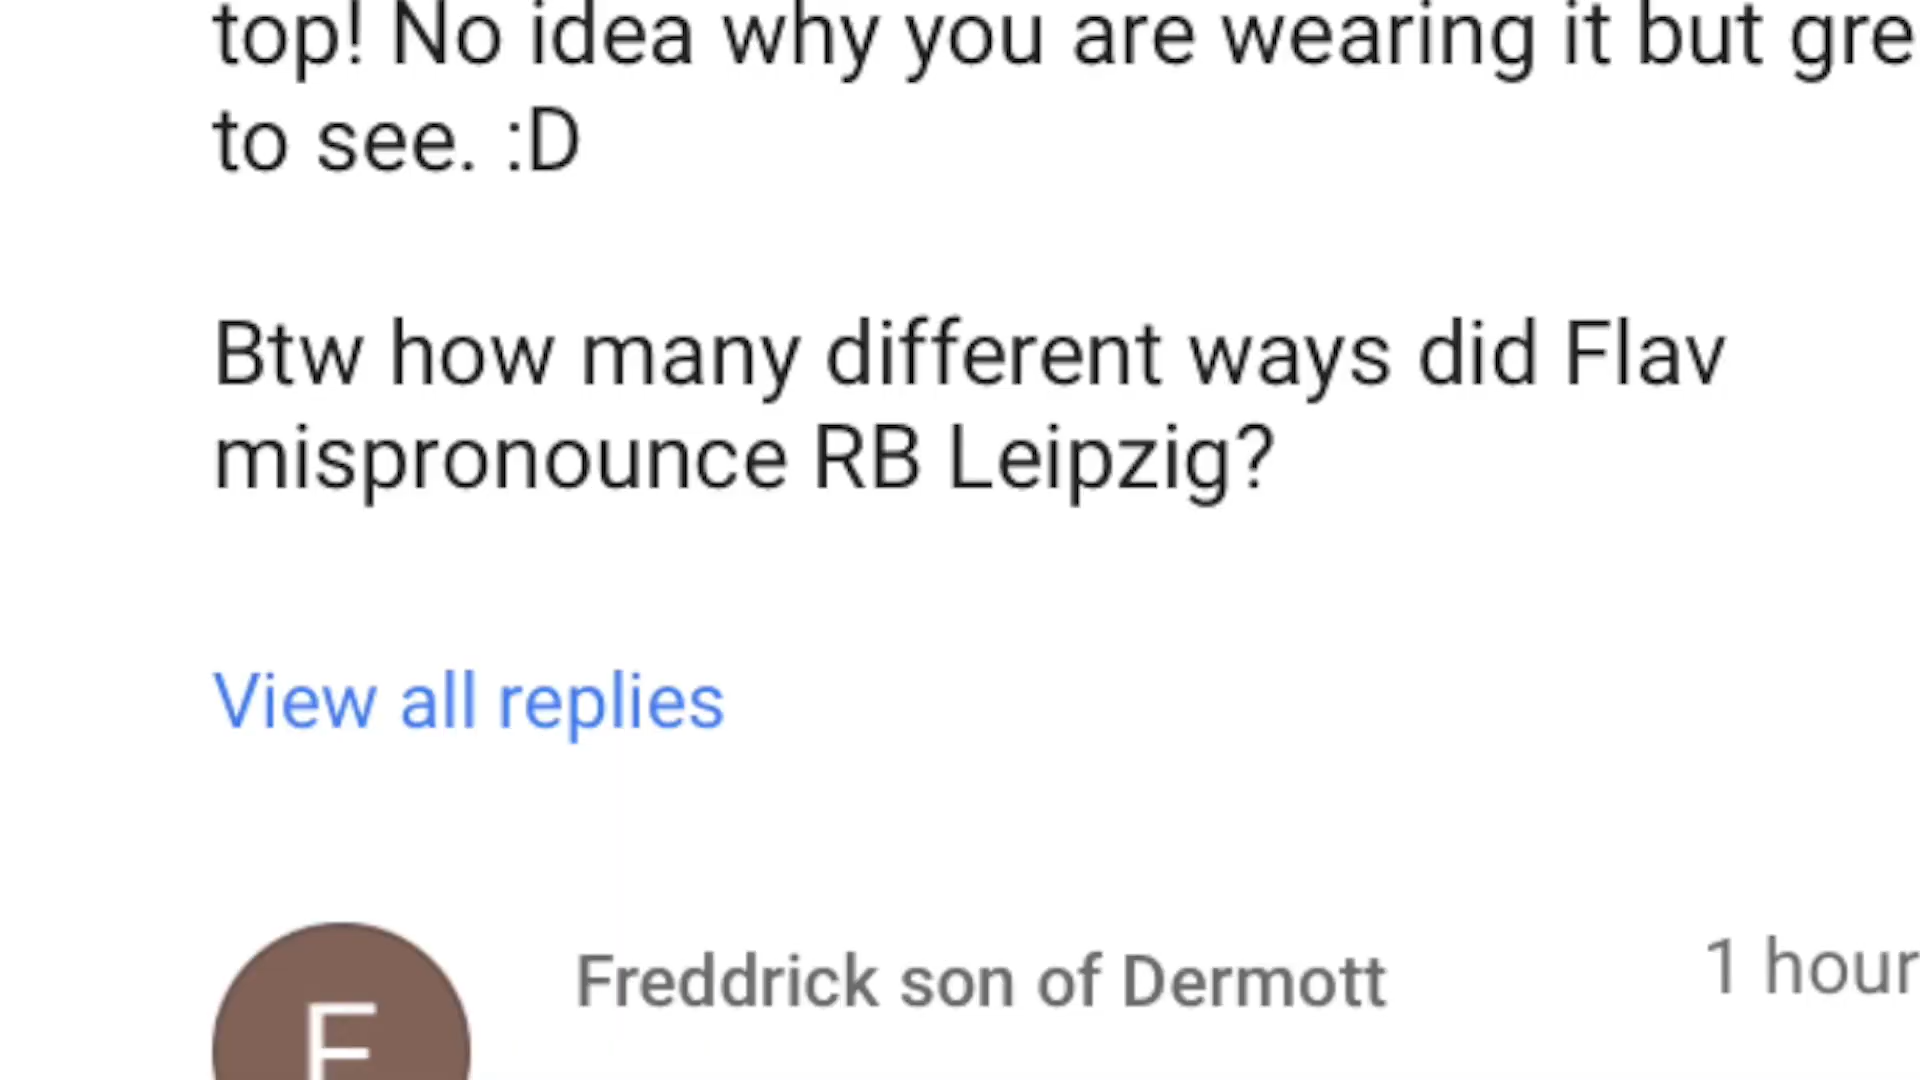 top! No idea why you are wearing it but gre
to see. :D
Btw how many different ways did Flav
mispronounce RB Leipzig?
View all replies
Freddrick son of Dermott
1 hour
F